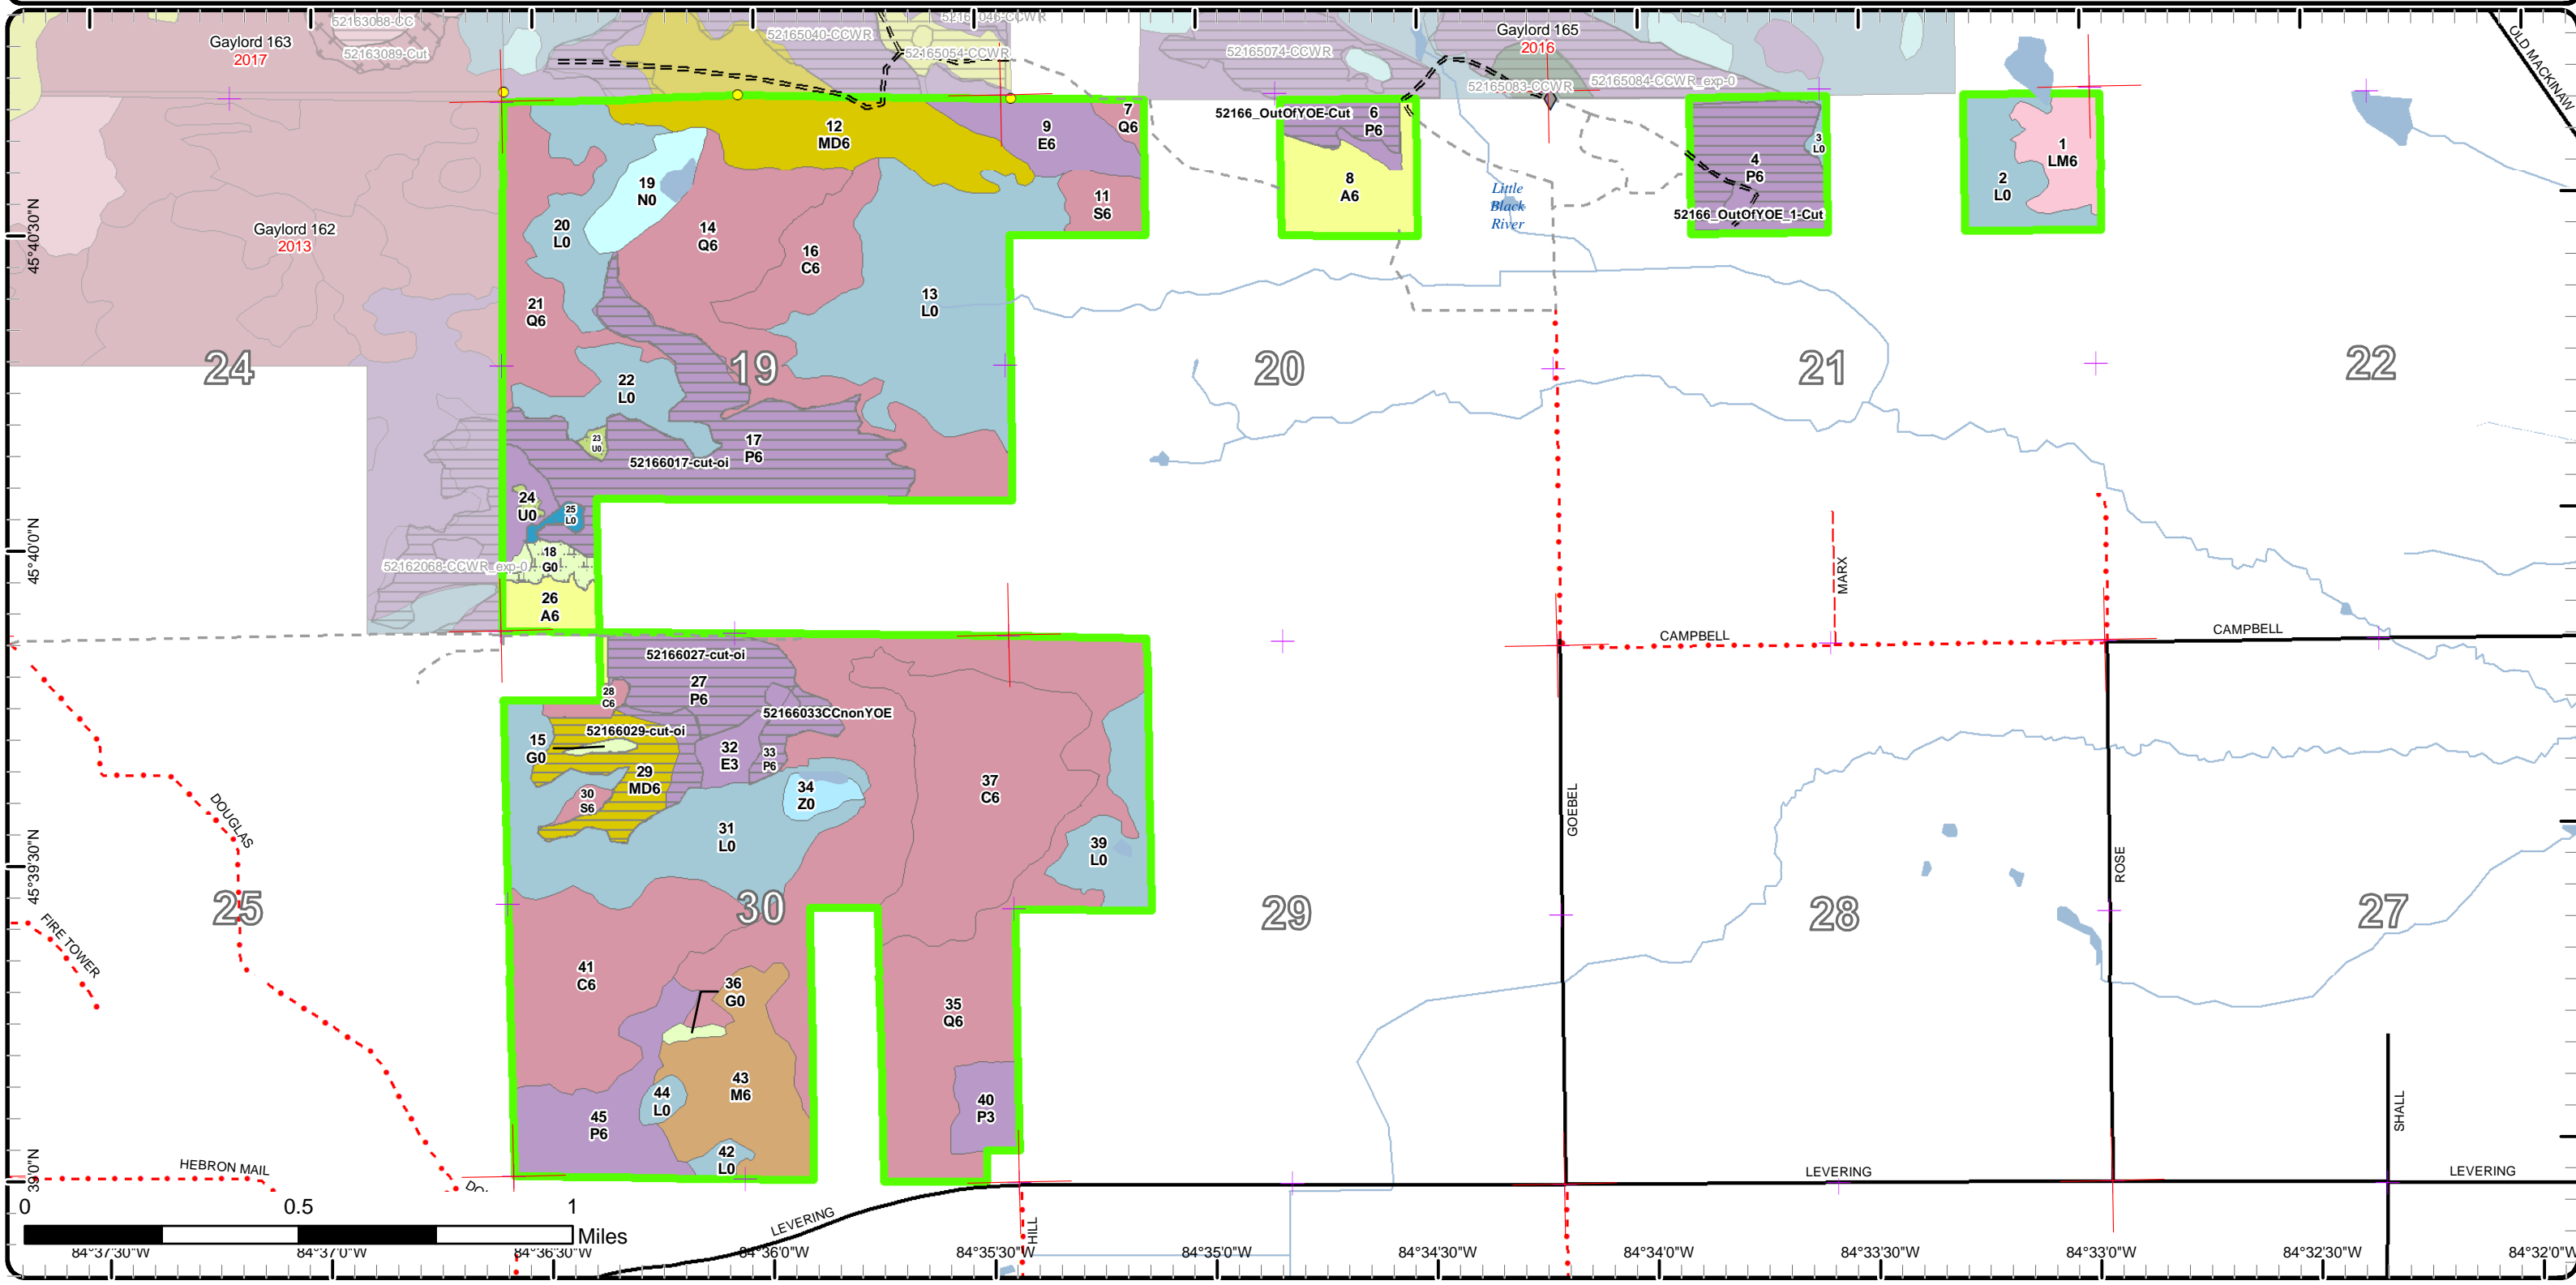 52163088-CC
52163089-Cut
Gaylord 163
2017
52165040-CCWR
52165046-CCWR
52165054-CCWR
52165074-CCWR
Gaylord 165
2016
52165083-CCWR
52165084-CCWR_exp-0
OLD MACKINAW
Gaylord 162
2013
12
MD6
9
E6
7
Q6
11
S6
52166_OutOfYOE-Cut
6
P6
8
A6
Little
Black
River
3
L0
4
P6
52166_OutOfYOE_1-Cut
1
LM6
2
L0
19
N0
20
L0
14
Q6
16
C6
13
L0
21
Q6
45°40'30"N
24
19
20
21
22
22
L0
23
U0
17
P6
52166017-cut-oi
24
U0
25
L0
18
G0
26
A6
52162068-CCWR_exp-0
45°40'0"N
MARX
CAMPBELL
CAMPBELL
52166027-cut-oi
27
P6
28
C6
52166033CCnonYOE
52166029-cut-oi
15
G0
29
MD6
30
S6
32
E3
33
P6
34
Z0
31
L0
37
C6
39
L0
45°39'30"N
DOUGLAS
FIRE TOWER
GOEBEL
ROSE
25
30
29
28
27
41
C6
36
G0
35
Q6
43
M6
44
L0
45
P6
42
L0
40
P3
SHALL
HEBRON MAIL
LEVERING
LEVERING
LEVERING
HILL
39'0"N
0
0.5
1
Miles
84°37'30"W
84°37'0"W
84°36'30"W
84°36'0"W
84°35'30"W
84°35'0"W
84°34'30"W
84°34'0"W
84°33'30"W
84°33'0"W
84°32'30"W
84°32'0"W